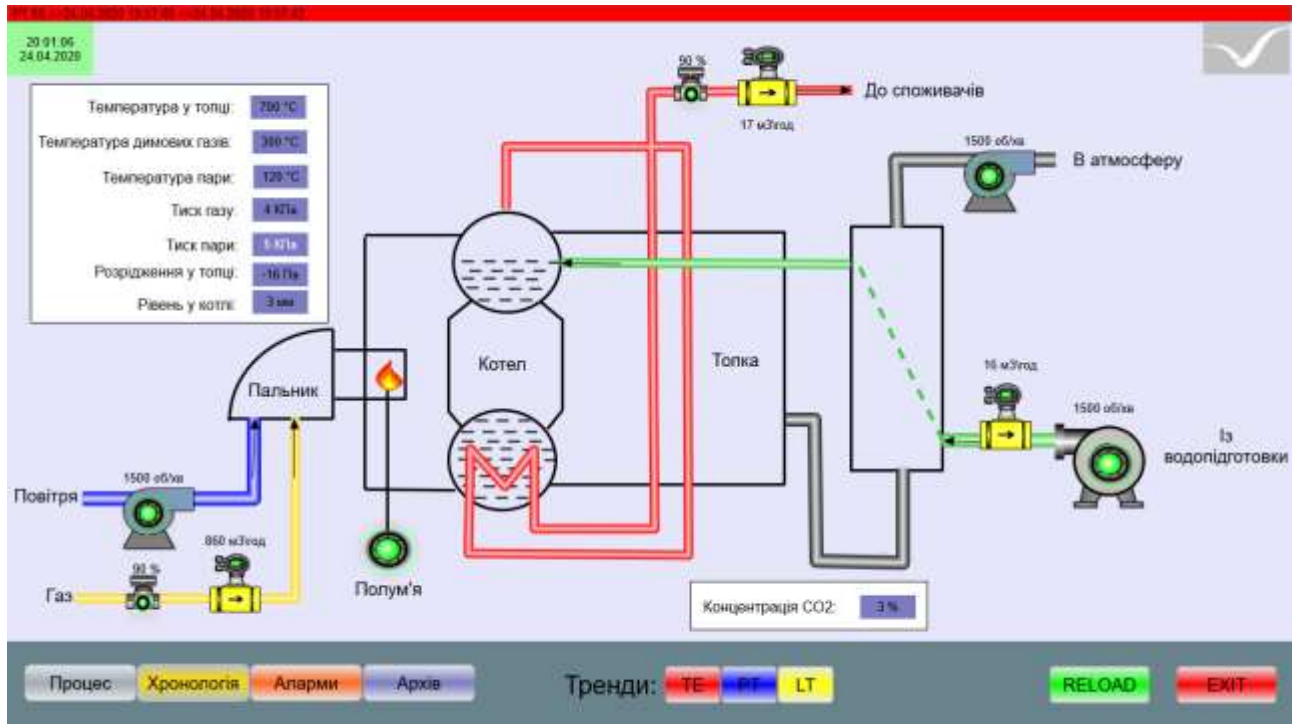 20:01:06
24.04.2020
Температура у топці: 700 °C
Температура димових газів: 300 °C
Температура пари: 120 °C
Тиск газу: 4 КПа
Тиск пари: 5 КПа
Розрідження у топці: -16 Па
Рівень у котлі: 3 мм
90 %
17 м3\год
До споживачів
1500 об/хв
В атмосферу
Котел
Топка
Пальник
16 м3\год
1500 об/хв
Із
водопідготовки
1500 об/хв
Повітря
860 м3\год
90 %
Газ
Полум'я
Концентрація СО2: 3 %
Процес
Хронологія
Аларми
Архів
Тренди: TE PT LT
RELOAD
EXIT